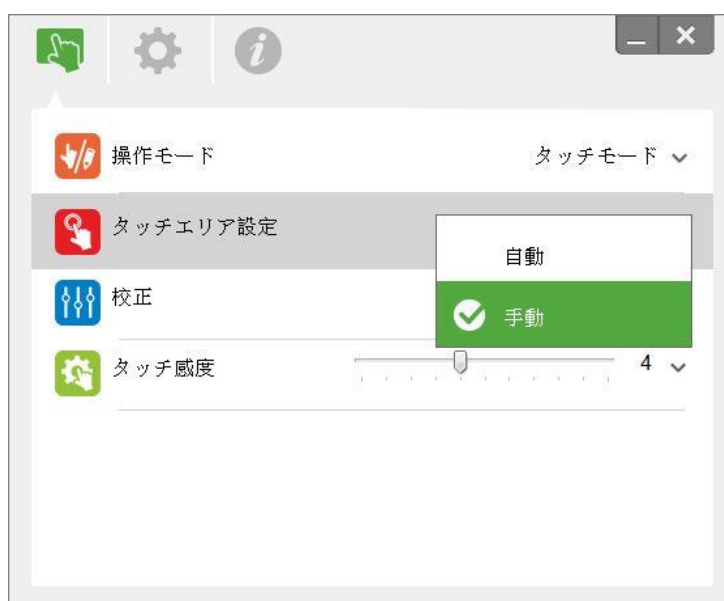 操作モード タッチモード
タッチエリア設定
自動
校正
手動
タッチ感度 4